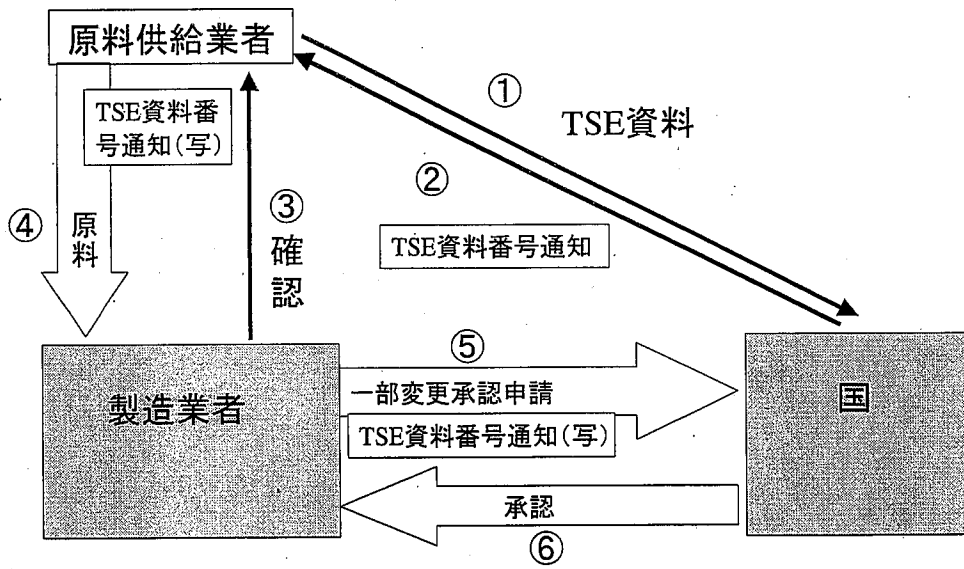 原料供給業者
TSE資料番
号通知(写)
①
TSE資料
②
TSE資料番号通知
③
確
認
④
原
料
製造業者
⑤
一部変更承認申請
TSE資料番号通知(写)
国
承認
⑥